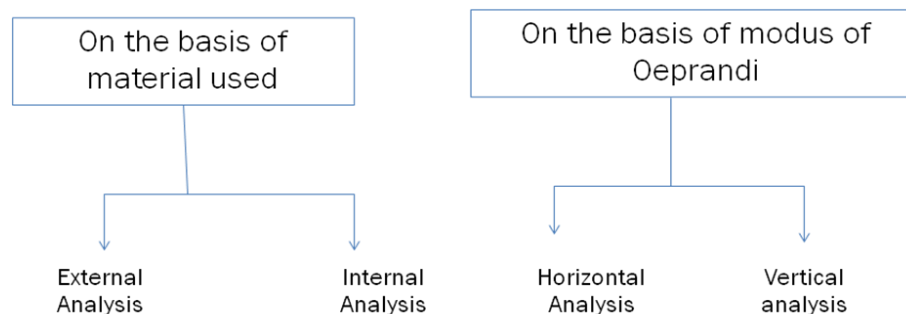 On the basis of
material used
On the basis of modus of
Oeprandi
External
Analysis
Internal
Analysis
Horizontal
Analysis
Vertical
analysis